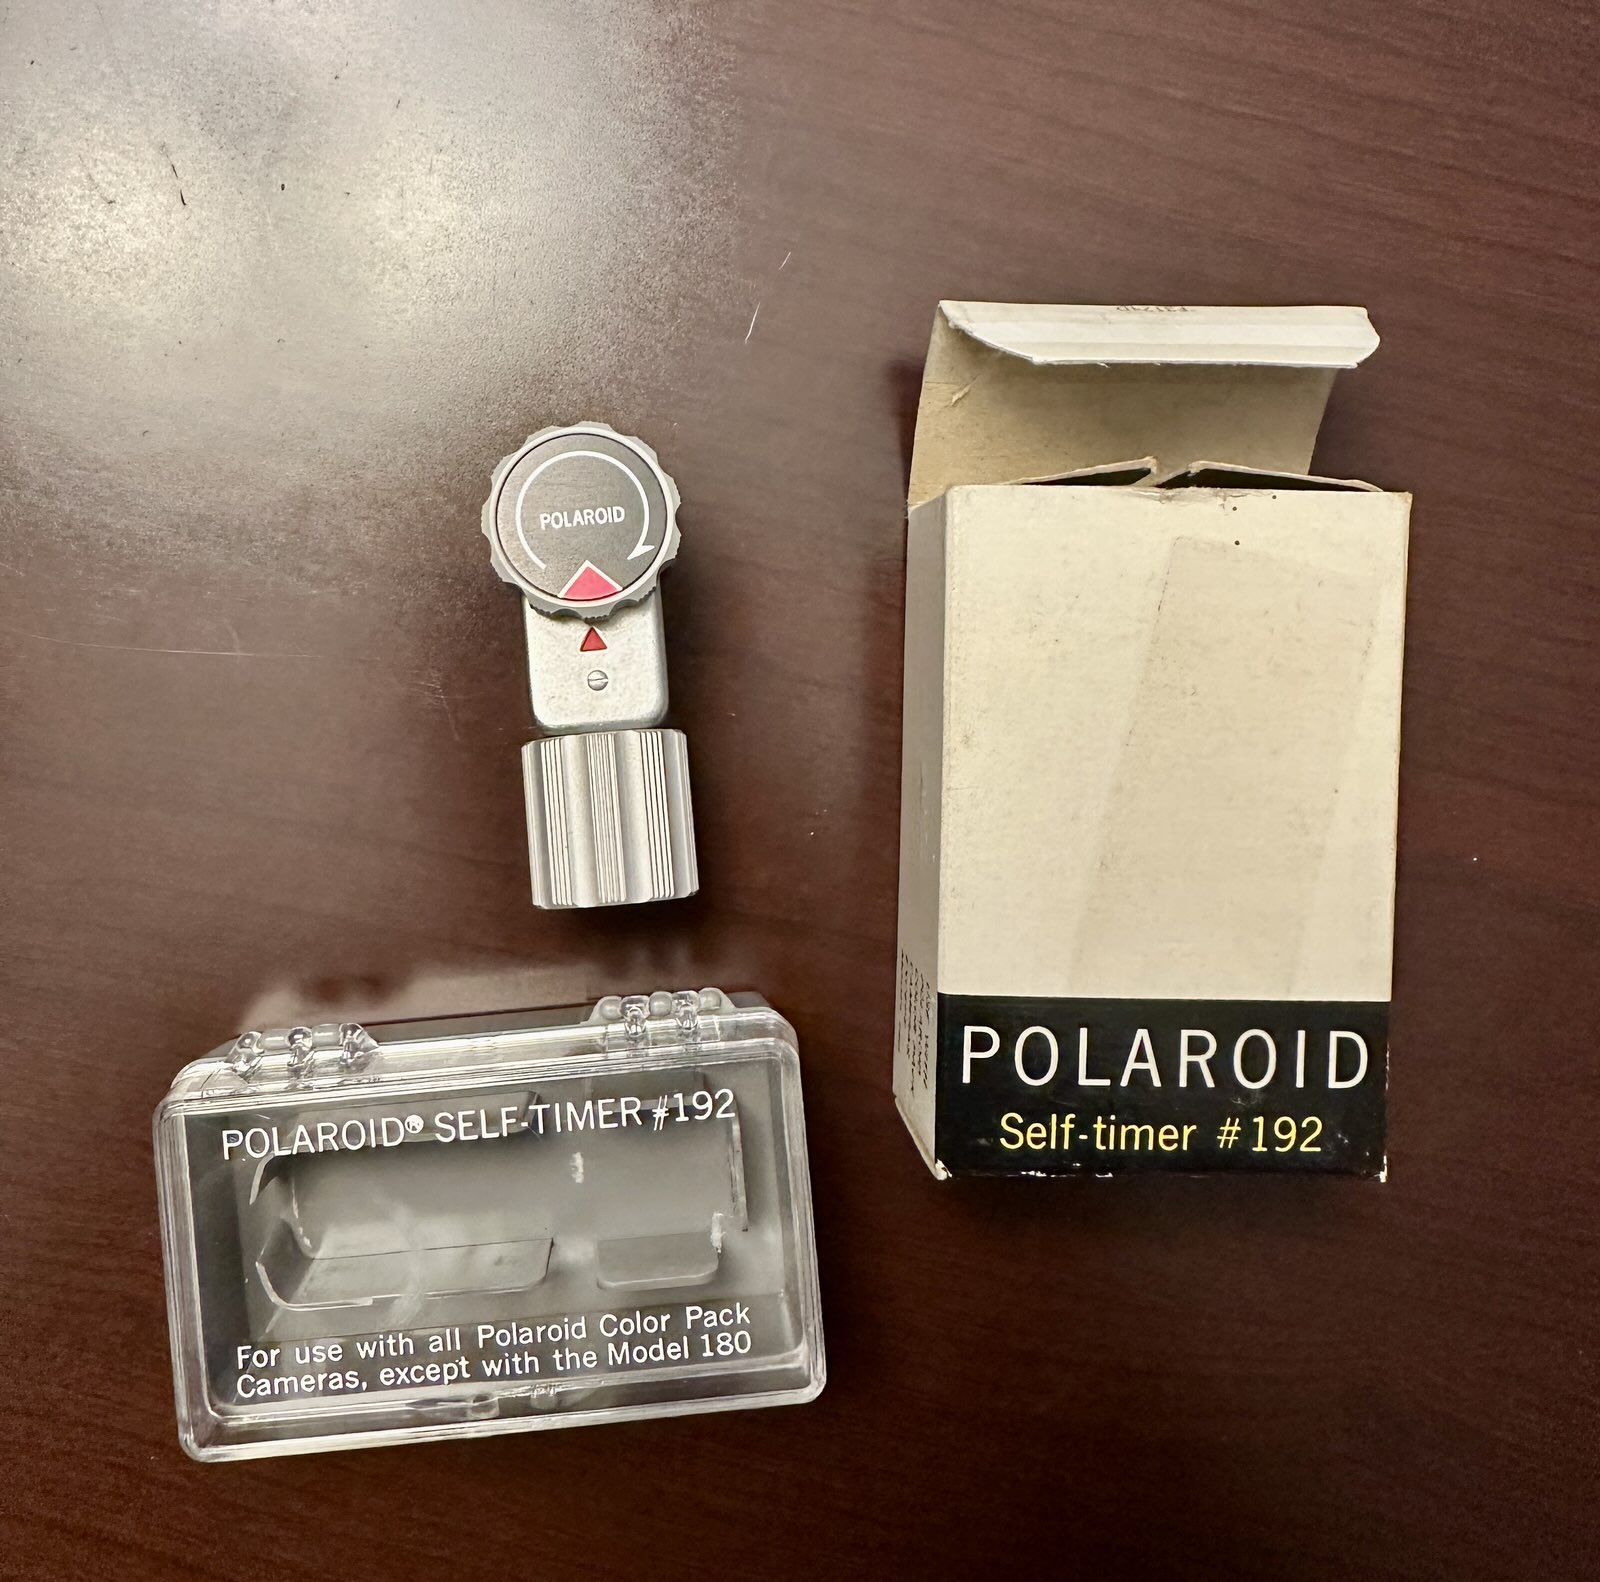 POLAROID
POLAROID® SELF-TIMER #192
For use with all Polaroid Color Pack
Cameras, except with the Model 180
POLAROID
Self-timer #192